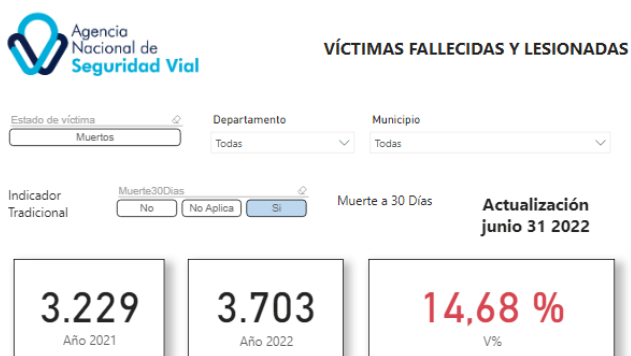 Agencia
Nacional de
Seguridad Vial
VÍCTIMAS FALLECIDAS Y LESIONADAS
Estado de víctima
Muertos
Departamento
Todas
Municipio
Todas
Indicador
Tradicional
Muerte30Dias
No
No Aplica
Si
Muerte a 30 Días
Actualización
junio 31 2022
3.229
Año 2021
3.703
Año 2022
14,68 %
V%